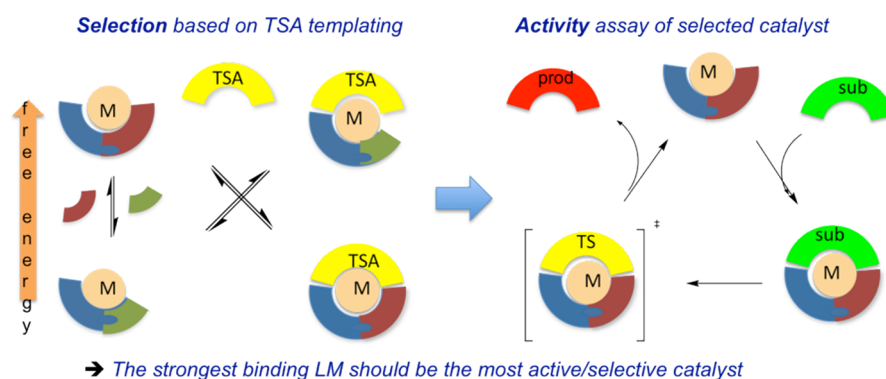 Selection based on TSA templating
Activity assay of selected catalyst
free energy
M
TSA
TSA
M
M
TSA
M
prod
M
sub
TS
M
‡
sub
M
➔ The strongest binding LM should be the most active/selective catalyst